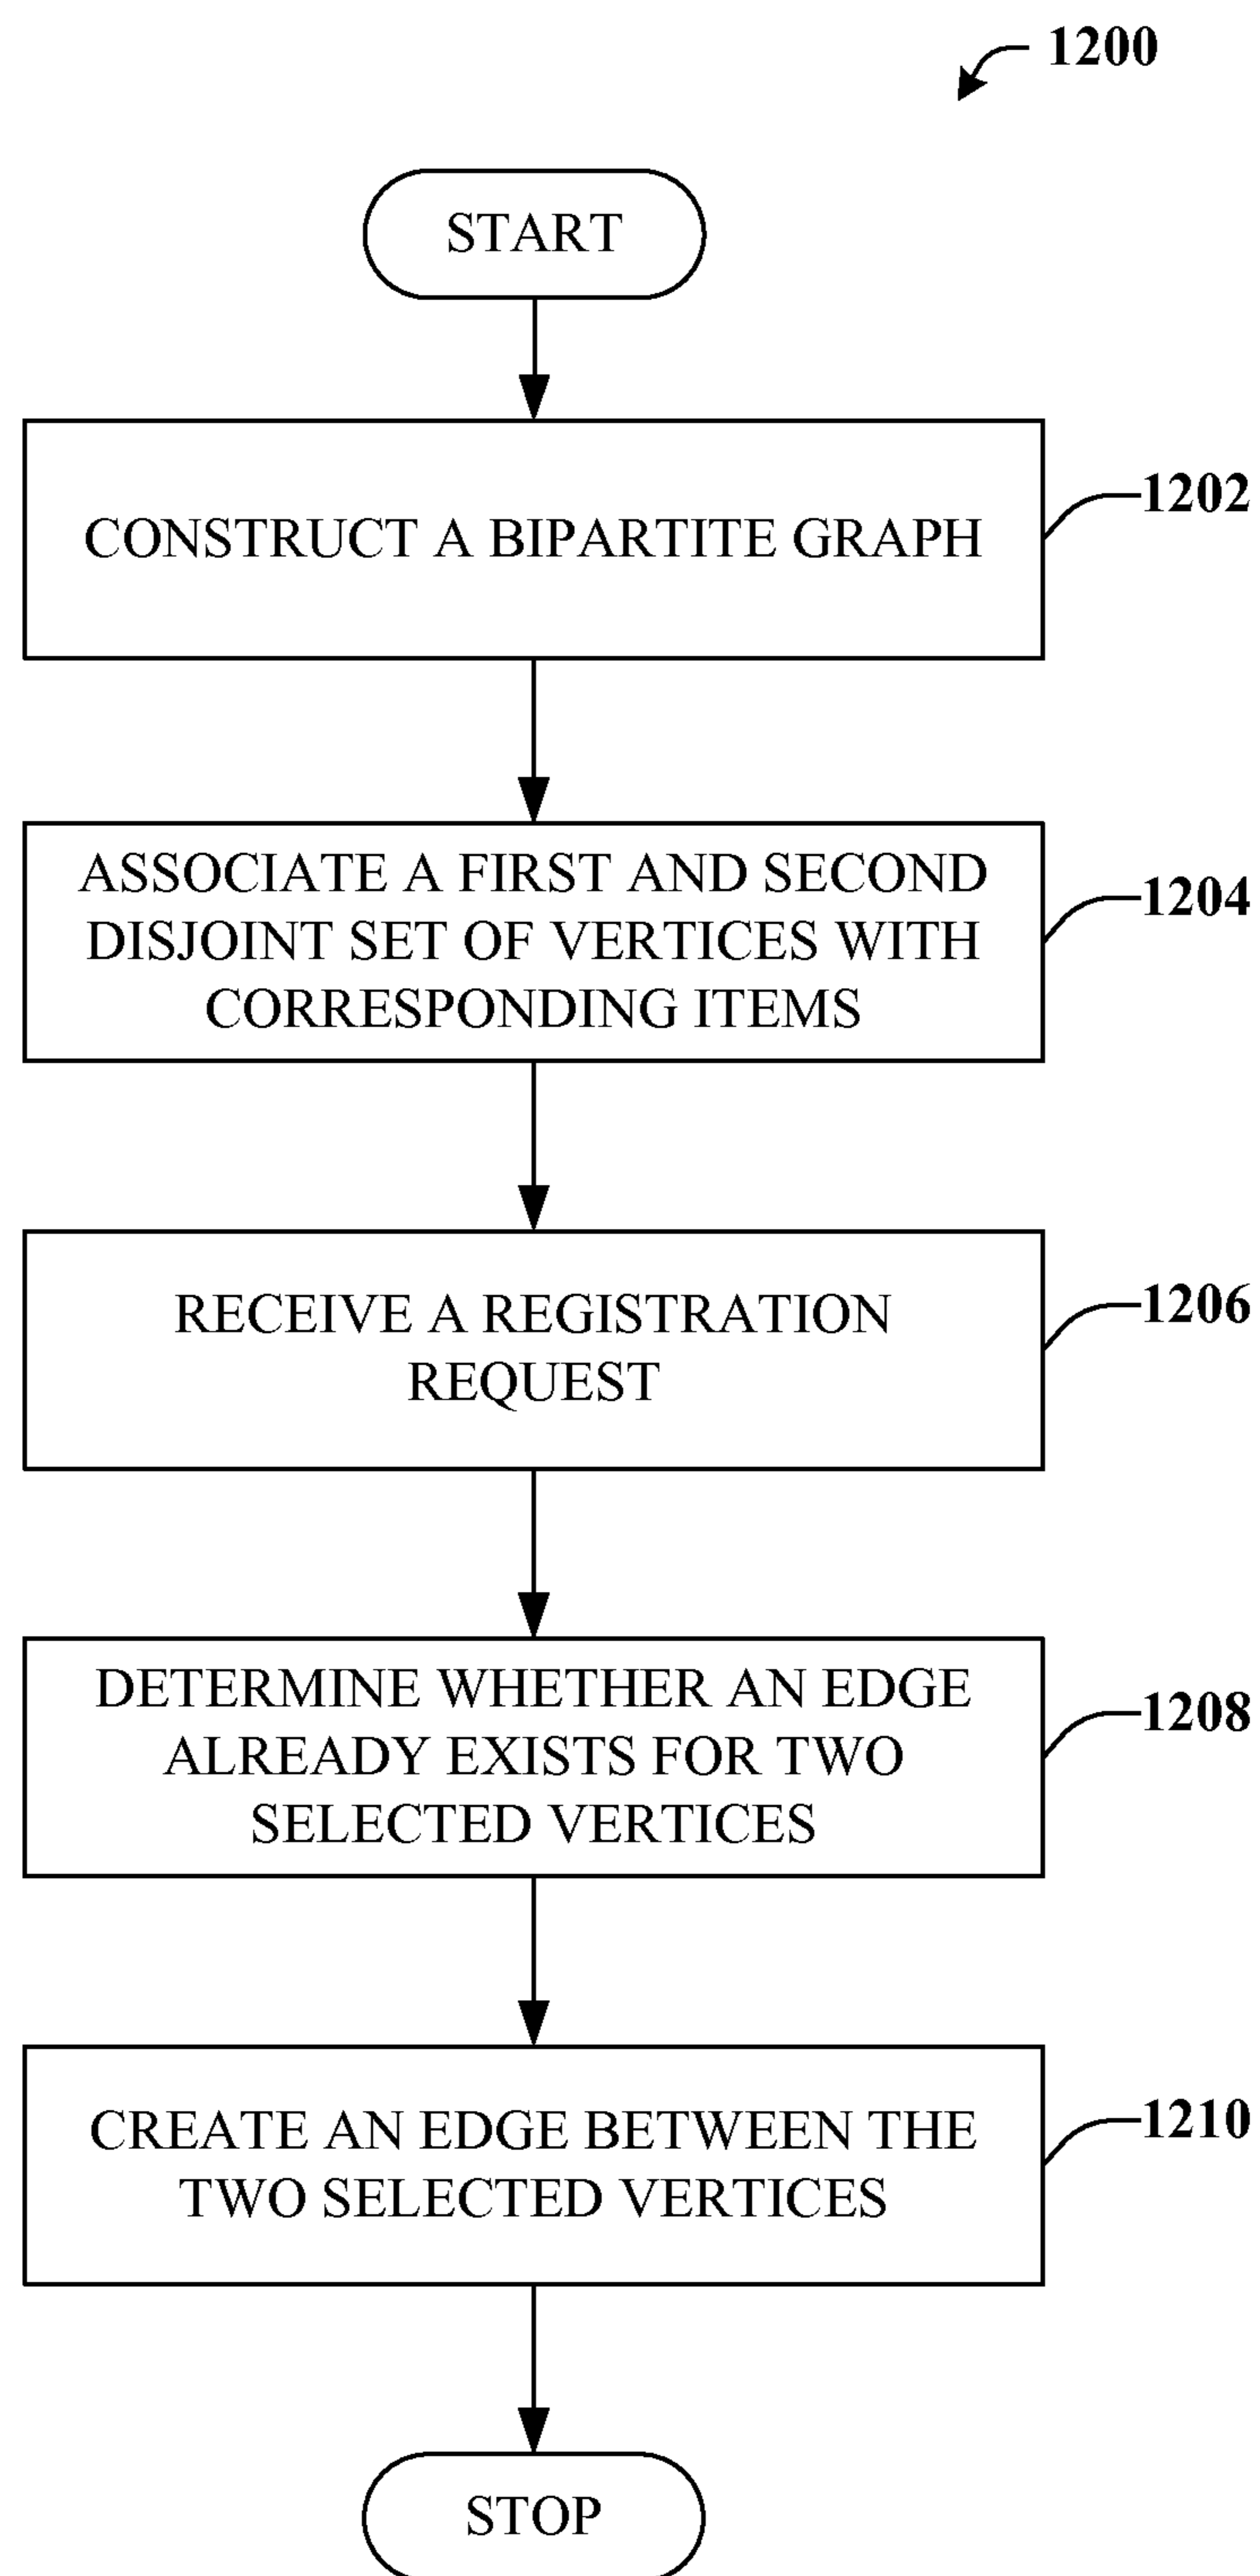 1200
START
CONSTRUCT A BIPARTITE GRAPH
1202
ASSOCIATE A FIRST AND SECOND
DISJOINT SET OF VERTICES WITH
CORRESPONDING ITEMS
1204
RECEIVE A REGISTRATION
REQUEST
1206
DETERMINE WHETHER AN EDGE
ALREADY EXISTS FOR TWO
SELECTED VERTICES
1208
CREATE AN EDGE BETWEEN THE
TWO SELECTED VERTICES
1210
STOP